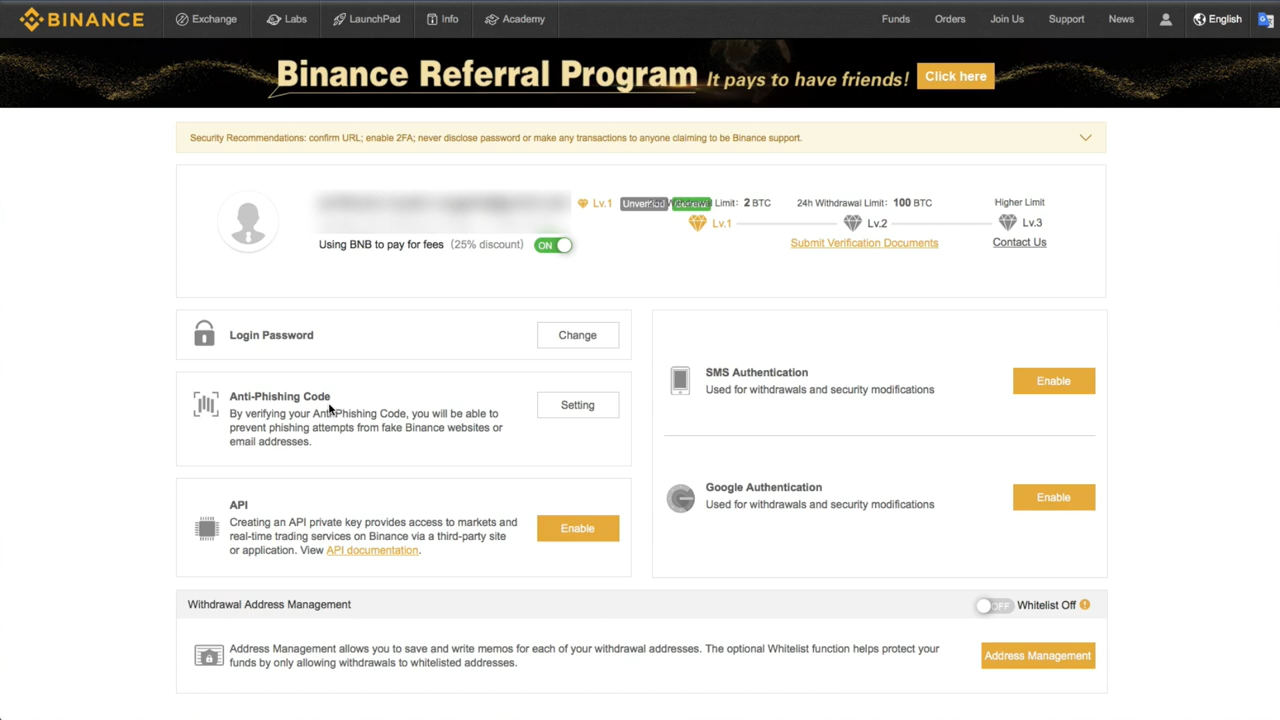 BINANCE Exchange Labs LaunchPad Info Academy Funds Orders Join Us Support News English
Binance Referral Program It pays to have friends! Click here
Security Recommendations: confirm URL; enable 2FA; never disclose password or make any transactions to anyone claiming to be Binance support.
Lv.1 Limit: 2 BTC 24h Withdrawal Limit: 100 BTC Higher Limit
Lv.1 Lv.2 Lv.3
Using BNB to pay for fees (25% discount) ON Submit Verification Documents Contact Us
Login Password Change
Anti-Phishing Code
By verifying your Anti-Phishing Code, you will be able to
prevent phishing attempts from fake Binance websites or
email addresses.
Setting
API
Creating an API private key provides access to markets and
real-time trading services on Binance via a third-party site
or application. View API documentation.
Enable
SMS Authentication
Used for withdrawals and security modifications
Enable
Google Authentication
Used for withdrawals and security modifications
Enable
Withdrawal Address Management OFF Whitelist Off
Address Management allows you to save and write memos for each of your withdrawal addresses. The optional Whitelist function helps protect your
funds by only allowing withdrawals to whitelisted addresses.
Address Management